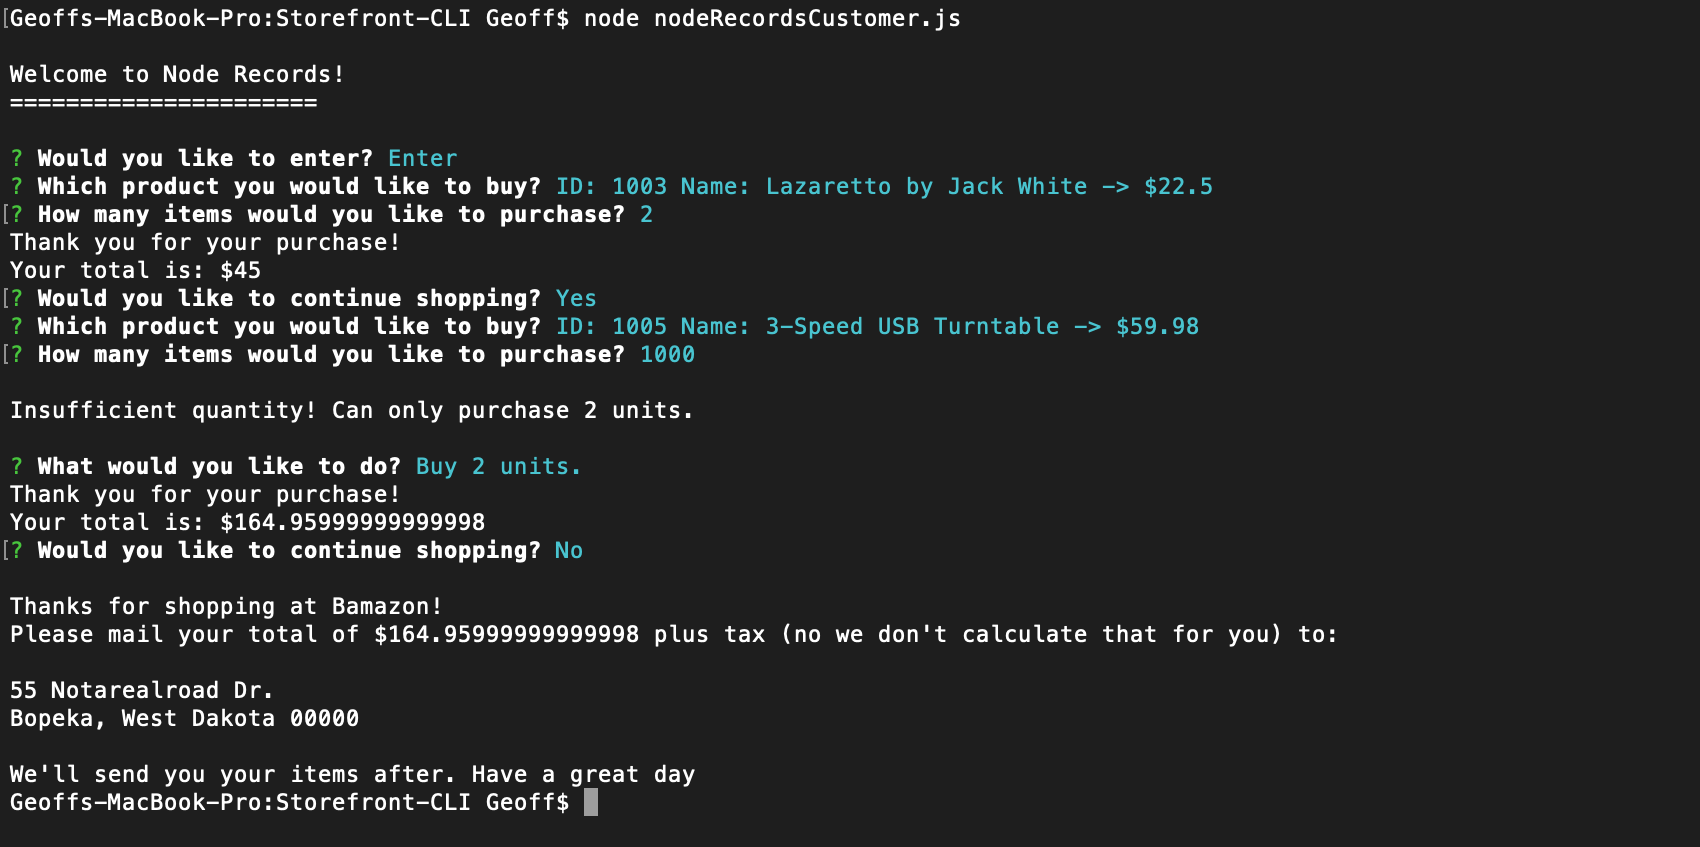 [Geoffs-MacBook-Pro:Storefront-CLI Geoff$ node nodeRecordsCustomer.js
Welcome to Node Records!
======================
? Would you like to enter? Enter
? Which product you would like to buy? ID: 1003 Name: Lazaretto by Jack White -> $22.5
[? How many items would you like to purchase? 2
Thank you for your purchase!
Your total is: $45
[? Would you like to continue shopping? Yes
? Which product you would like to buy? ID: 1005 Name: 3-Speed USB Turntable -> $59.98
[? How many items would you like to purchase? 1000
Insufficient quantity! Can only purchase 2 units.
? What would you like to do? Buy 2 units.
Thank you for your purchase!
Your total is: $164.95999999999998
[? Would you like to continue shopping? No
Thanks for shopping at Bamazon!
Please mail your total of $164.95999999999998 plus tax (no we don't calculate that for you) to:
55 Notarealroad Dr.
Bopeka, West Dakota 00000
We'll send you your items after. Have a great day
Geoffs-MacBook-Pro:Storefront-CLI Geoff$